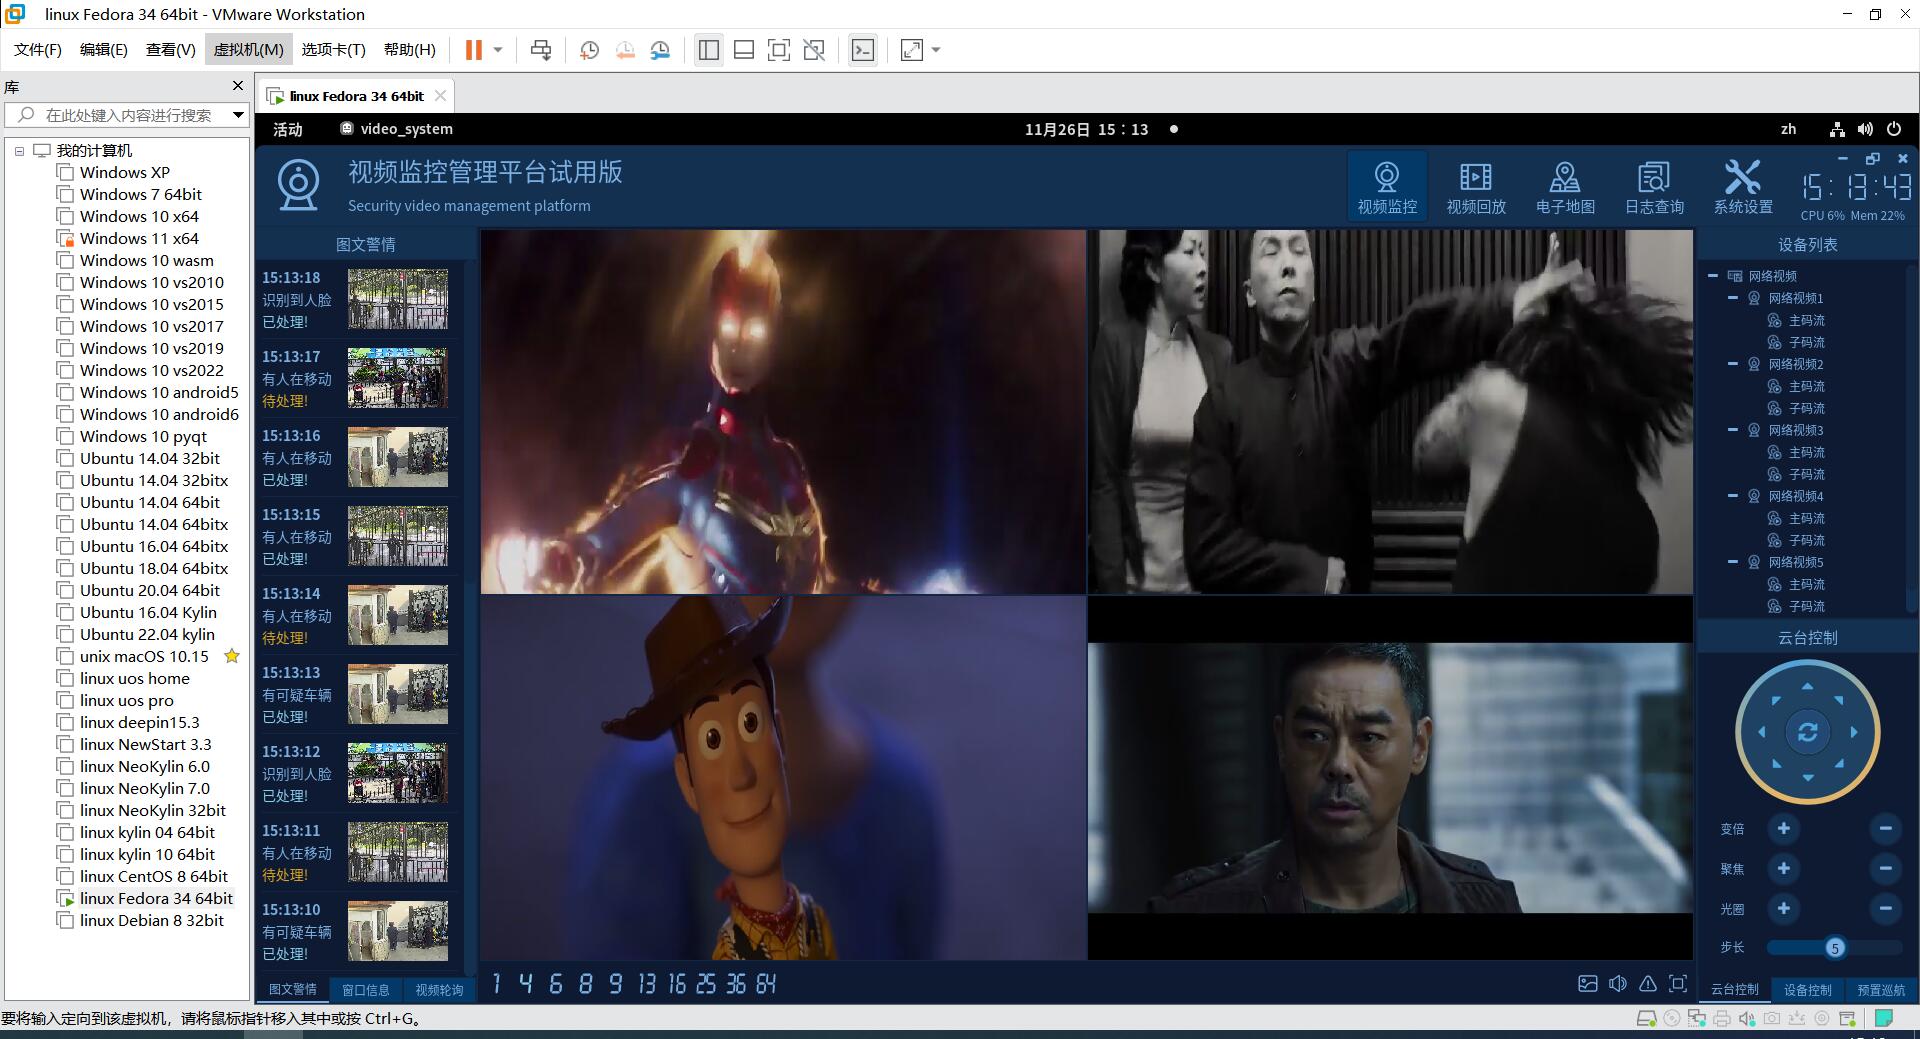 linux Fedora 34 64bit - VMware Workstation
文件(F) 编辑(E) 查看(V) 虚拟机(M) 选项卡(T) 帮助(H)
库
在此处键入内容进行搜索
我的计算机
Windows XP
Windows 7 64bit
Windows 10 x64
Windows 11 x64
Windows 10 wasm
Windows 10 vs2010
Windows 10 vs2015
Windows 10 vs2017
Windows 10 vs2019
Windows 10 vs2022
Windows 10 android5
Windows 10 android6
Windows 10 pyqt
Ubuntu 14.04 32bit
Ubuntu 14.04 32bitx
Ubuntu 14.04 64bit
Ubuntu 14.04 64bitx
Ubuntu 16.04 64bitx
Ubuntu 18.04 64bitx
Ubuntu 20.04 64bit
Ubuntu 16.04 Kylin
Ubuntu 22.04 kylin
unix macOS 10.15
linux uos home
linux uos pro
linux deepin15.3
linux NewStart 3.3
linux NeoKylin 6.0
linux NeoKylin 7.0
linux NeoKylin 32bit
linux kylin 04 64bit
linux kylin 10 64bit
linux CentOS 8 64bit
linux Fedora 34 64bit
linux Debian 8 32bit
linux Fedora 34 64bit
活动 video_system 11月26日 15：13 zh
视频监控管理平台试用版
Security video management platform
视频监控 视频回放 电子地图 日志查询 系统设置
15:13:43
CPU 6% Mem 22%
图文警情
15:13:18
识别到人脸
已处理!
15:13:17
有人在移动
待处理!
15:13:16
有人在移动
已处理!
15:13:15
有人在移动
已处理!
15:13:14
有人在移动
待处理!
15:13:13
有可疑车辆
已处理!
15:13:12
识别到人脸
已处理!
15:13:11
有人在移动
待处理!
15:13:10
有可疑车辆
已处理!
图文警情 窗口信息 视频轮询
1 4 6 8 9 13 16 25 36 64
设备列表
网络视频
网络视频1
主码流
子码流
网络视频2
主码流
子码流
网络视频3
主码流
子码流
网络视频4
主码流
子码流
网络视频5
主码流
子码流
云台控制
变倍
聚焦
光圈
步长 5
云台控制 设备控制 预置巡航
要将输入定向到该虚拟机，请将鼠标指针移入其中或按 Ctrl+G。